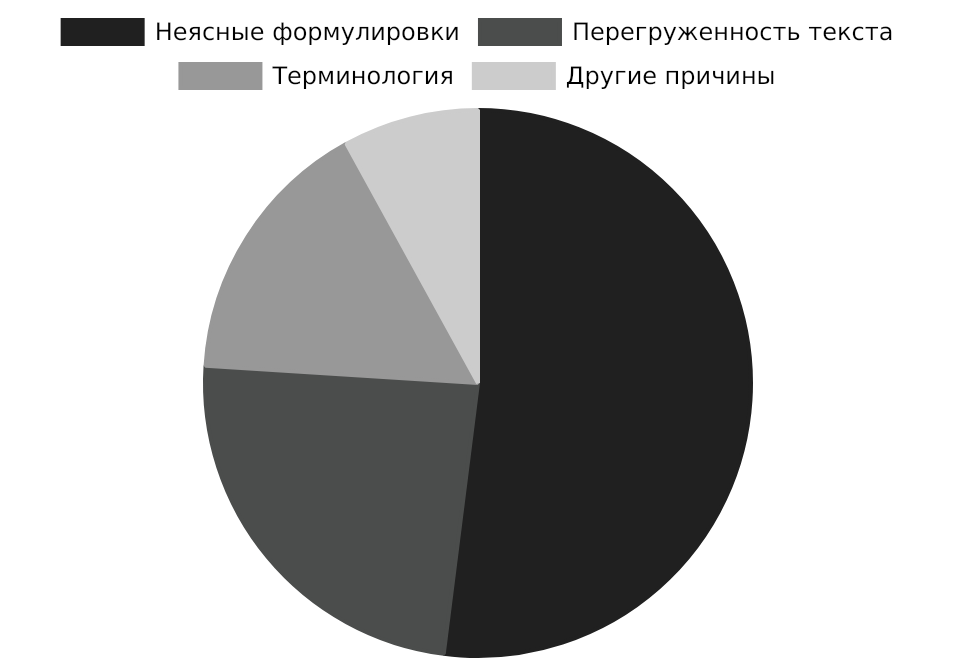 Неясные формулировки Перегруженность текста
Терминология Другие причины